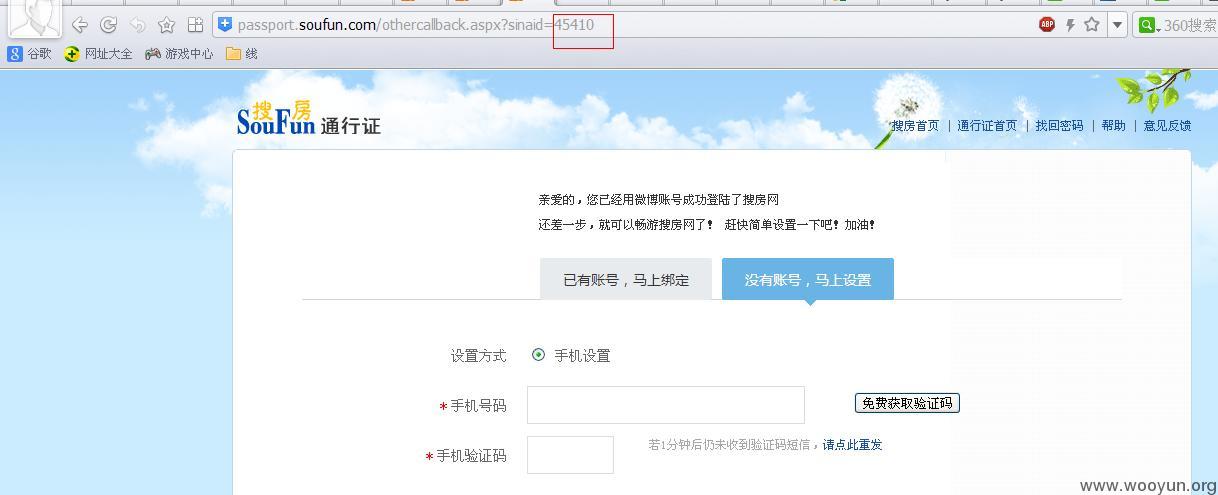 passport.soufun.com/othercallback.aspx?sinaid=45410
ABP
360搜索
谷歌 网址大全 游戏中心 线
搜房
SouFun 通行证
搜房首页 | 通行证首页 | 找回密码 | 帮助 | 意见反馈
亲爱的，您已经用微博账号成功登陆了搜房网
还差一步，就可以畅游搜房网了！ 赶快简单设置一下吧！加油！
已有账号，马上绑定 没有账号，马上设置
设置方式 手机设置
*手机号码 免费获取验证码
*手机验证码 若1分钟后仍未收到验证码短信，请点此重发
www.wooyun.org